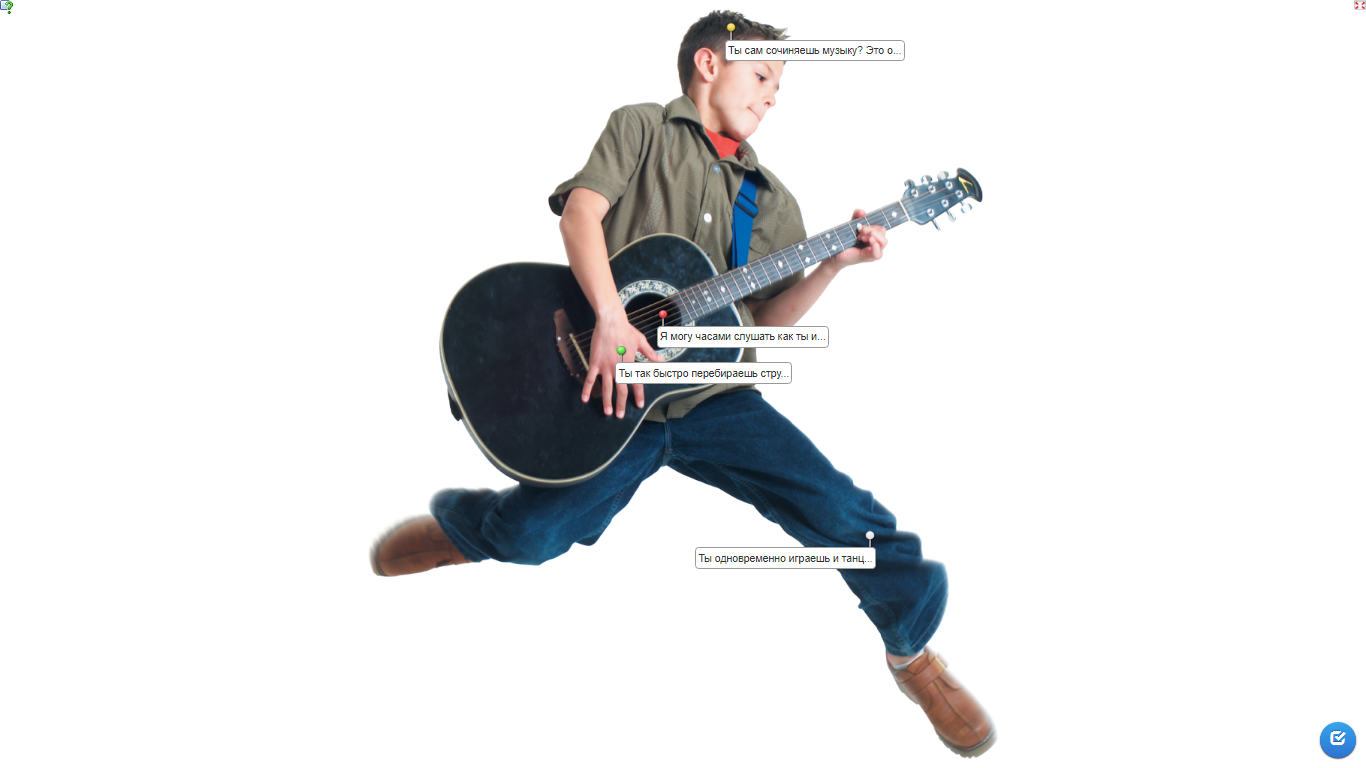 Ты сам сочиняешь музыку? Это о...
Я могу часами слушать как ты и...
Ты так быстро перебираешь стру...
Ты одновременно играешь и танц...